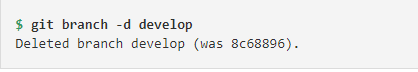 $ git branch -d develop
Deleted branch develop (was 8c68896).